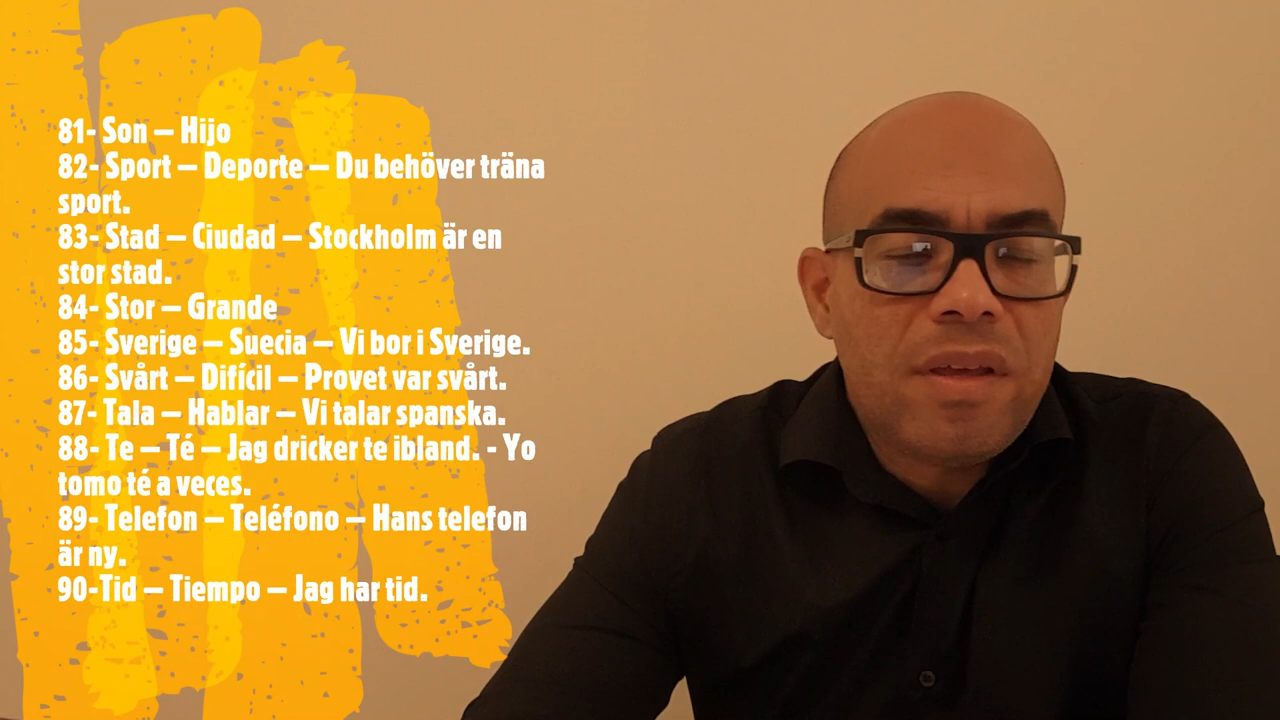 81- Son – Hijo
82- Sport – Deporte – Du behöver träna
sport.
83- Stad – Ciudad – Stockholm är en
stor stad.
84- Stor – Grande
85- Sverige – Suecia – Vi bor i Sverige.
86- Svårt – Difícil – Provet var svårt.
87- Tala – Hablar – Vi talar spanska.
88- Te – Té – Jag dricker te ibland. - Yo
tomo té a veces.
89- Telefon – Teléfono – Hans telefon
är ny.
90-Tid – Tiempo – Jag har tid.